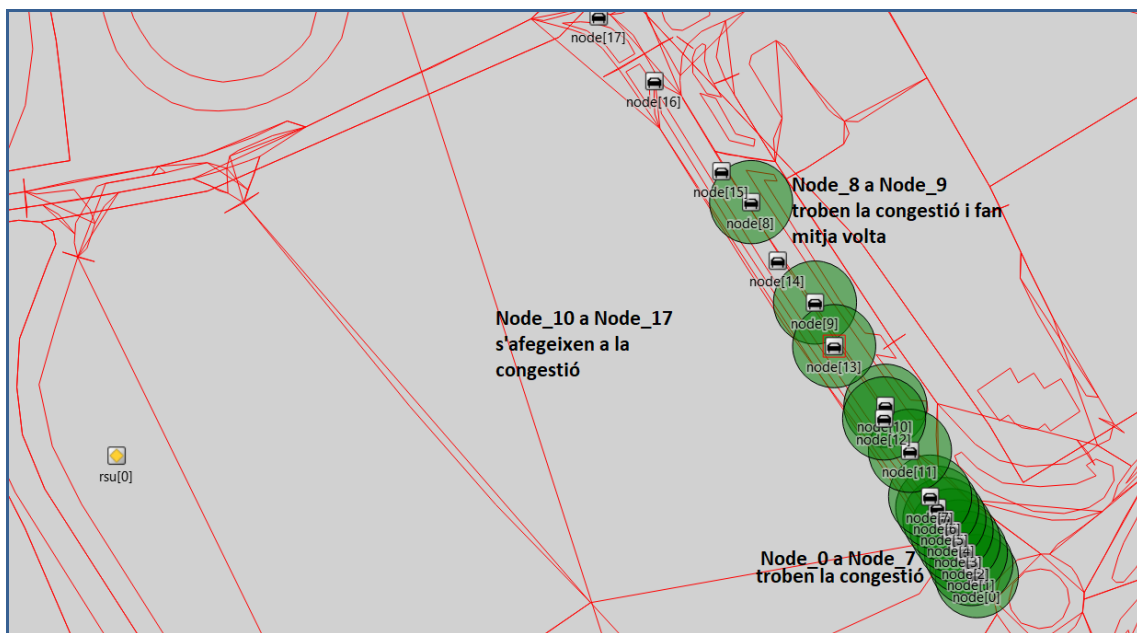 node[17]
node[16]
node[15]
node[8]
Node_8 a Node_9
troben la congestió i fan
mitja volta
node[14]
node[9]
Node_10 a Node_17
s'afegeixen a la
congestió
node[13]
node[10]
node[12]
node[11]
rsu[0]
node[7]
node[6]
node[5]
node[4]
node[3]
node[2]
node[1]
node[0]
Node_0 a Node_7
troben la congestió